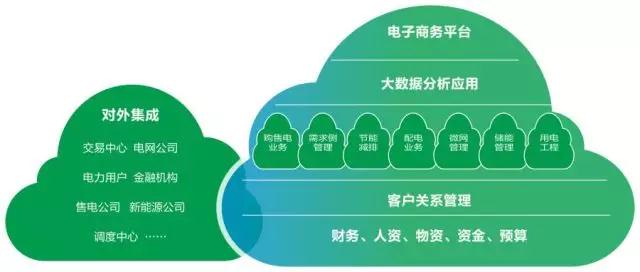 对外集成
交易中心 电网公司
电力用户 金融机构
售电公司 新能源公司
调度中心 ……
电子商务平台
大数据分析应用
购售电
业务
需求侧
管理
节能
减排
配电
业务
微网
管理
储能
管理
用电
工程
客户关系管理
财务、人资、物资、资金、预算